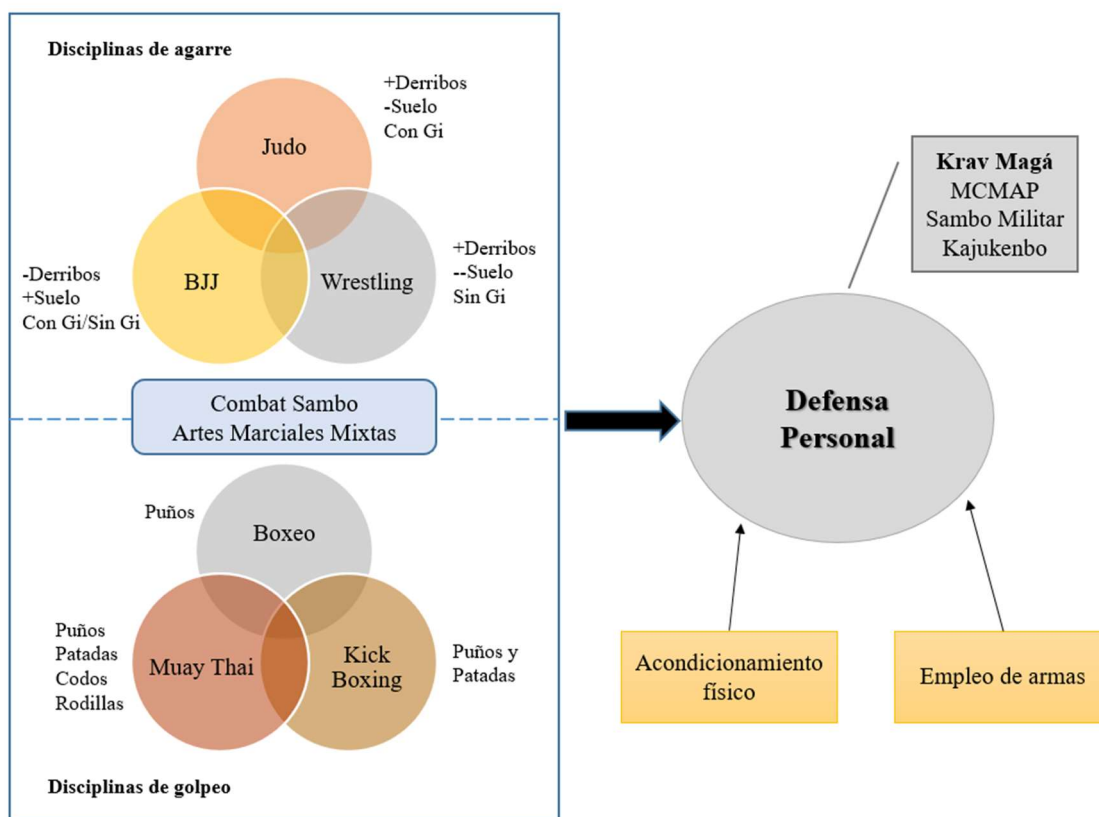 Disciplinas de agarre
+Derribos
-Suelo
Con Gi
Judo
-Derribos
+Suelo
Con Gi/Sin Gi
BJJ
Wrestling
+Derribos
--Suelo
Sin Gi
Combat Sambo
Artes Marciales Mixtas
Puños
Boxeo
Puños
Patadas
Codos
Rodillas
Muay Thai
Kick
Boxing
Puños y
Patadas
Disciplinas de golpeo
Krav Magá
MCMAP
Sambo Militar
Kajukenbo
Defensa
Personal
Acondicionamiento
físico
Empleo de armas